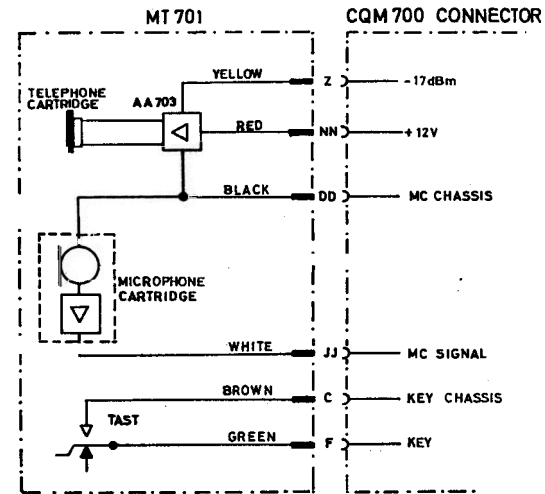 MT 701
CQM 700 CONNECTOR
YELLOW
Z
-17dBm
TELEPHONE
CARTRIDGE
AA 703
RED
NN
+ 12V
BLACK
DD
MC CHASSIS
MICROPHONE
CARTRIDGE
WHITE
JJ
MC SIGNAL
BROWN
C
KEY CHASSIS
TAST
GREEN
F
KEY